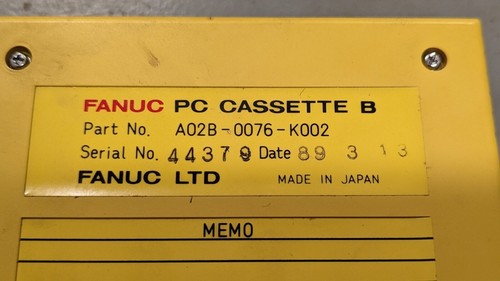 FANUC PC CASSETTE B
Part No. A02B-0076-K002
Serial No. 44379 Date 89 3 13
FANUC LTD MADE IN JAPAN
MEMO